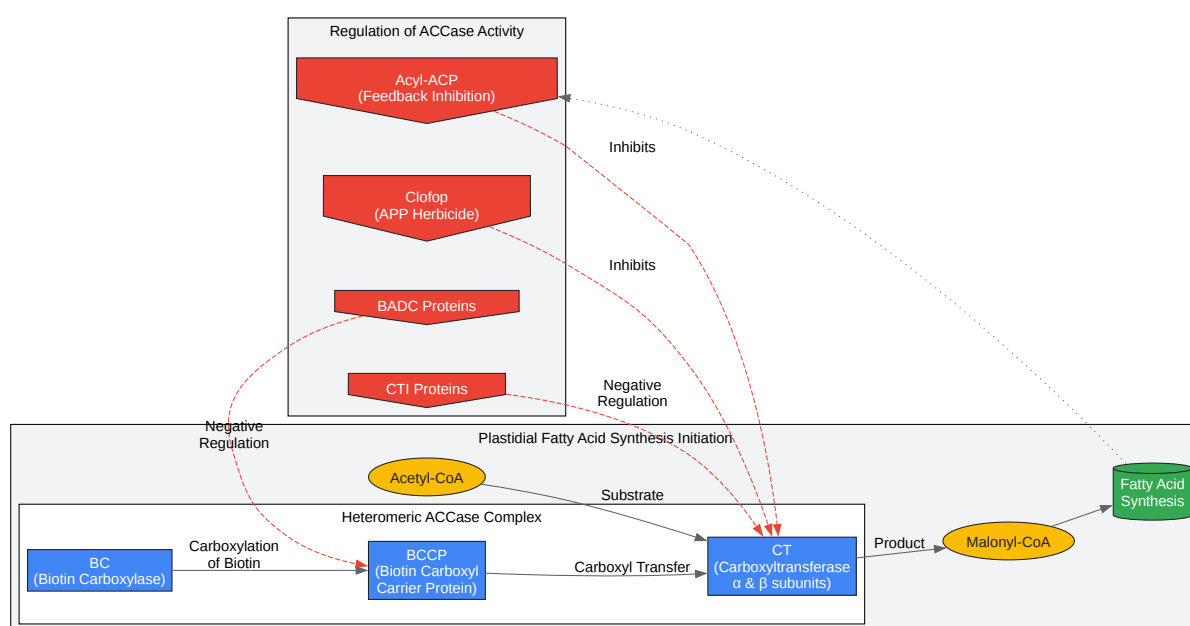 Regulation of ACCase Activity
Acyl-ACP
(Feedback Inhibition)
Inhibits
Clofop
(APP Herbicide)
Inhibits
BADC Proteins
CTI Proteins
Negative
Regulation
Negative
Regulation
Plastidial Fatty Acid Synthesis Initiation
Acetyl-CoA
Substrate
Fatty Acid
Synthesis
Heteromeric ACCase Complex
BC
(Biotin Carboxylase)
Carboxylation
of Biotin
BCCP
(Biotin Carboxyl
Carrier Protein)
Carboxyl Transfer
CT
(Carboxyltransferase
α & β subunits)
Product
Malonyl-CoA